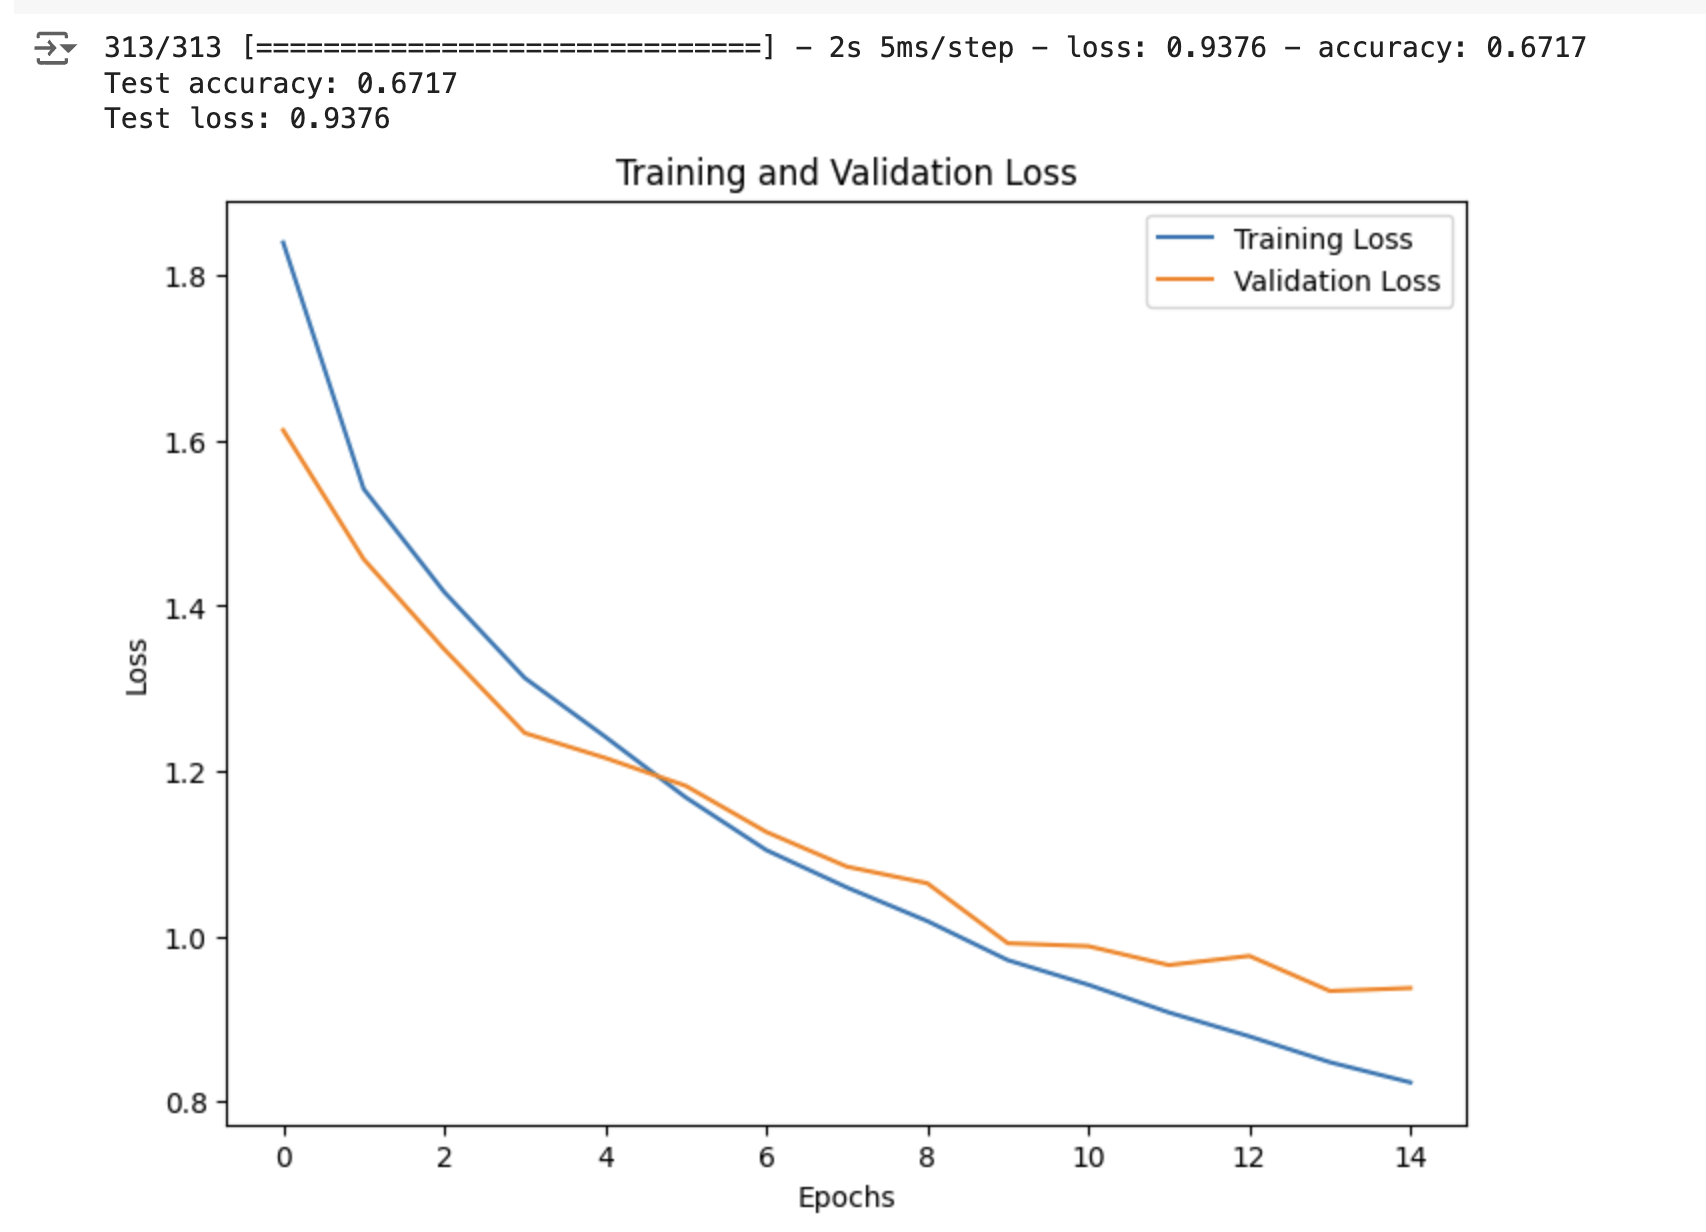 313/313 [==============================] – 2s 5ms/step – loss: 0.9376 – accuracy: 0.6717
Test accuracy: 0.6717
Test loss: 0.9376
Training and Validation Loss
Training Loss
Validation Loss
1.8
1.6
1.4
1.2
1.0
0.8
Loss
0 2 4 6 8 10 12 14
Epochs